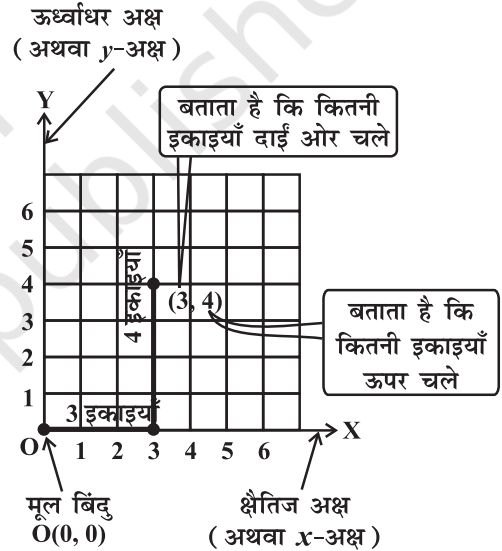 ऊर्ध्वाधर अक्ष
( अथवा y-अक्ष )
Y
बताता है कि कितनी
इकाइयाँ दाईं ओर चले
6
5
4
3
2
1
4 इकाइयाँ
(3, 4)
बताता है कि
कितनी इकाइयाँ
ऊपर चले
3 इकाइयाँ
O
1 2 3 4 5 6
X
मूल बिंदु
O(0, 0)
क्षैतिज अक्ष
( अथवा x-अक्ष )